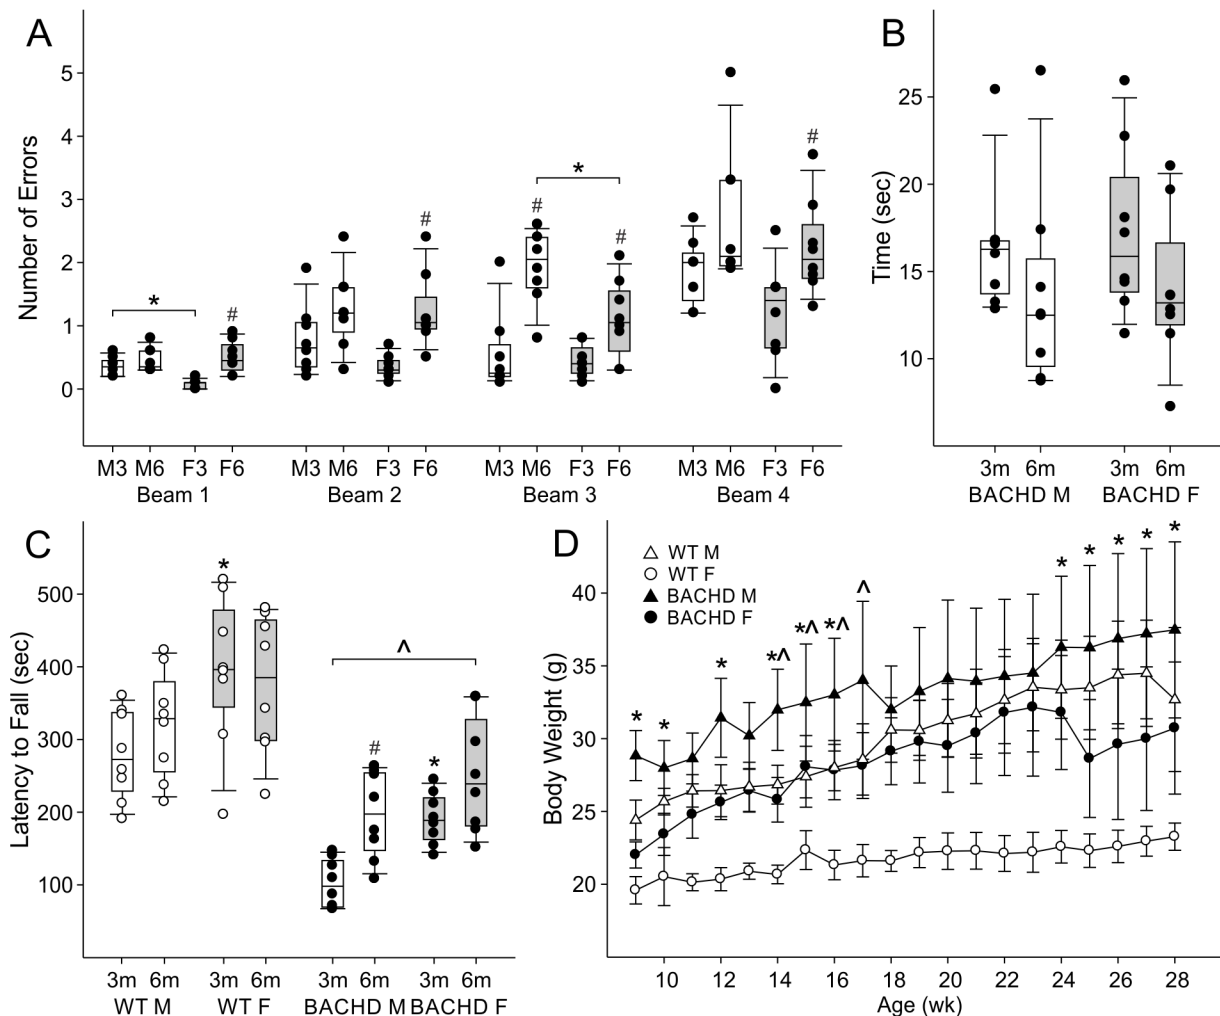 A
Number of Errors
5
4
3
2
1
0
*
#
#
#
*
#
#
M3 M6 F3 F6 M3 M6 F3 F6 M3 M6 F3 F6 M3 M6 F3 F6
Beam 1 Beam 2 Beam 3 Beam 4
B
Time (sec)
25
20
15
10
3m 6m 3m 6m
BACHD M BACHD F
C
Latency to Fall (sec)
500
400
300
200
100
*
^
#
*
3m 6m 3m 6m 3m 6m 3m 6m
WT M WT F BACHD M BACHD F
D
Body Weight (g)
40
35
30
25
20
WT M
WT F
BACHD M
BACHD F
* * * *^ *^ *^ ^ * * * * *
10 12 14 16 18 20 22 24 26 28
Age (wk)